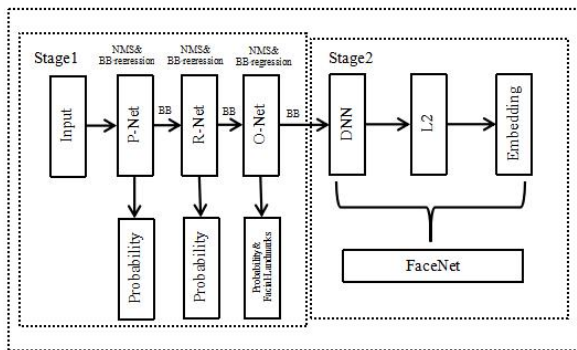 Stage1
NMS&
BB-regression
NMS&
BB-regression
NMS&
BB-regression
Stage2
Input
P-Net
BB
R-Net
BB
O-Net
BB
DNN
L2
Embedding
Probability
Probability
Probability &
Facial Landmarks
FaceNet